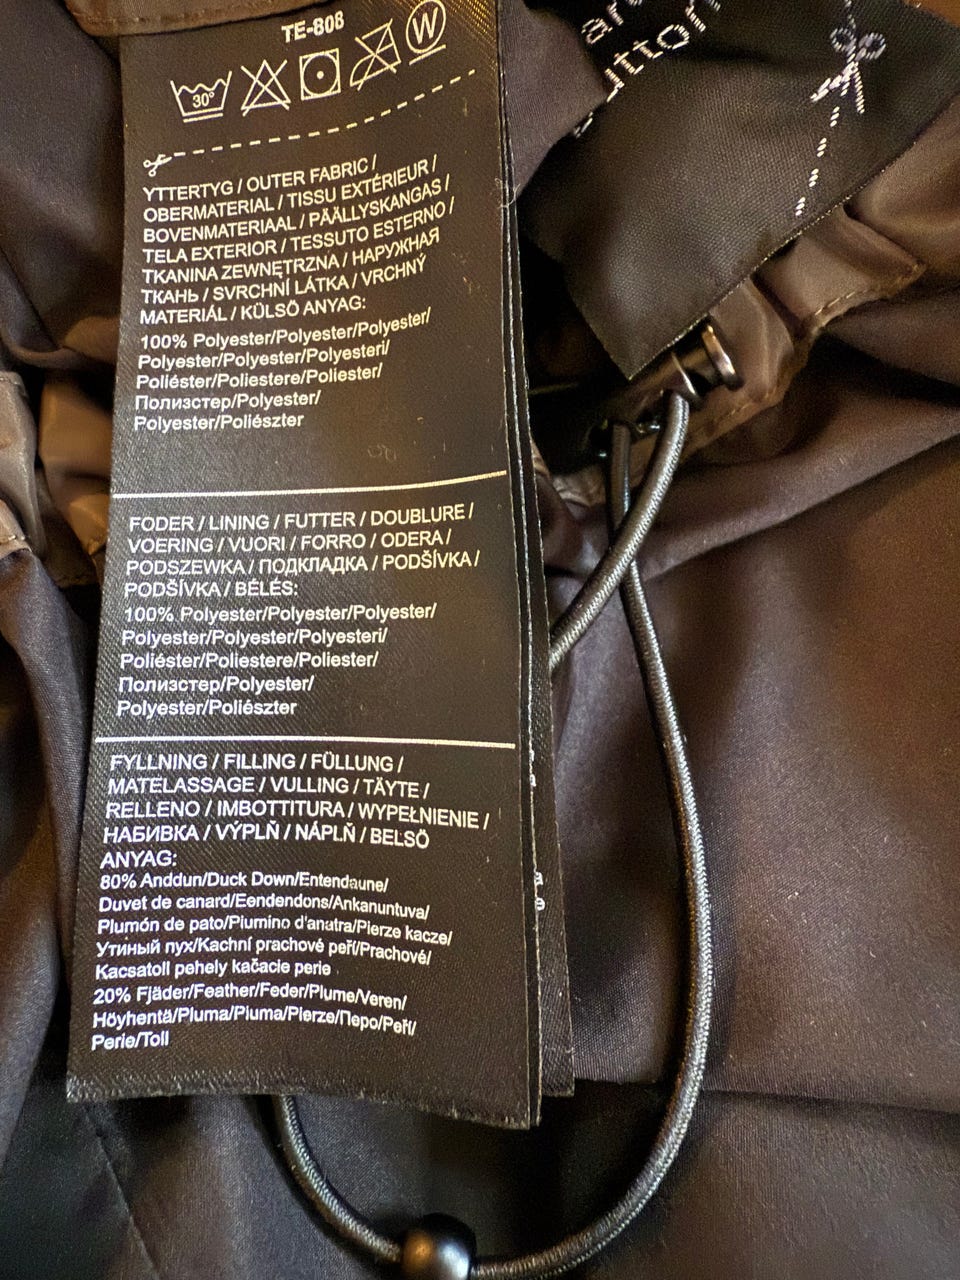 TE-808
30°
W
YTTERTYG / OUTER FABRIC /
OBERMATERIAL / TISSU EXTÉRIEUR /
BOVENMATERIAAL / PÄÄLLYSKANGAS /
TELA EXTERIOR / TESSUTO ESTERNO /
TKANINA ZEWNĘTRZNA / НАРУЖНАЯ
ТКАНЬ / SVRCHNÍ LÁTKA / VRCHNÝ
MATERIÁL / KÜLSŐ ANYAG:
100% Polyester/Polyester/Polyester/
Polyester/Polyester/Polyesteri/
Poliéster/Poliestere/Poliester/
Полиэстер/Polyester/
Polyester/Poliészter
FODER / LINING / FUTTER / DOUBLURE /
VOERING / VUORI / FORRO / ODERA /
PODSZEWKA / ПОДКЛАДКА / PODŠÍVKA /
PODŠÍVKA / BÉLÉS:
100% Polyester/Polyester/Polyester/
Polyester/Polyester/Polyesteri/
Poliéster/Poliestere/Poliester/
Полиэстер/Polyester/
Polyester/Poliészter
FYLLNING / FILLING / FÜLLUNG /
MATELASSAGE / VULLING / TÄYTE /
RELLENO / IMBOTTITURA / WYPEŁNIENIE /
НАБИВКА / VÝPLŇ / NÁPLŇ / BELSŐ
ANYAG:
80% Anddun/Duck Down/Entendaune/
Duvet de canard/Eendendons/Ankanuntuva/
Plumón de pato/Piumino d'anatra/Pierze kacze/
Утиный пух/Kachní prachové peří/Prachové/
Kacsatoll pehely kačacie perie
20% Fjäder/Feather/Feder/Plume/Veren/
Höyhentä/Pluma/Piuma/Pierze/Перо/Peří/
Perie/Toll